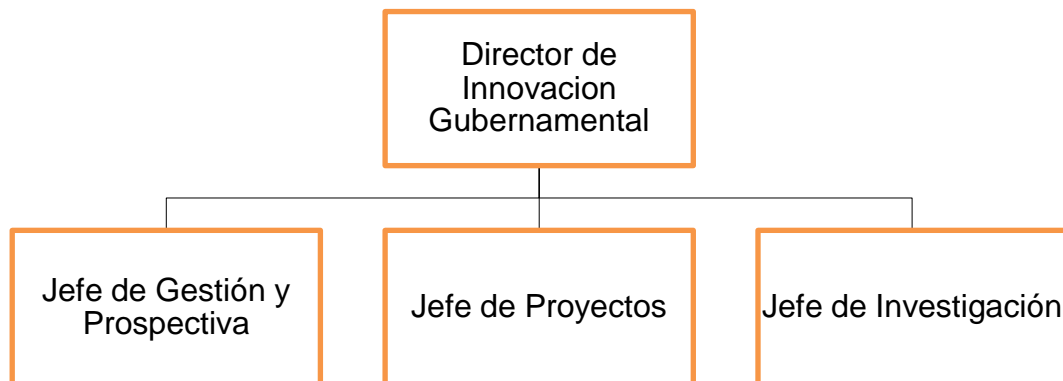 Director de
Innovacion
Gubernamental
Jefe de Gestión y
Prospectiva
Jefe de Proyectos
Jefe de Investigación